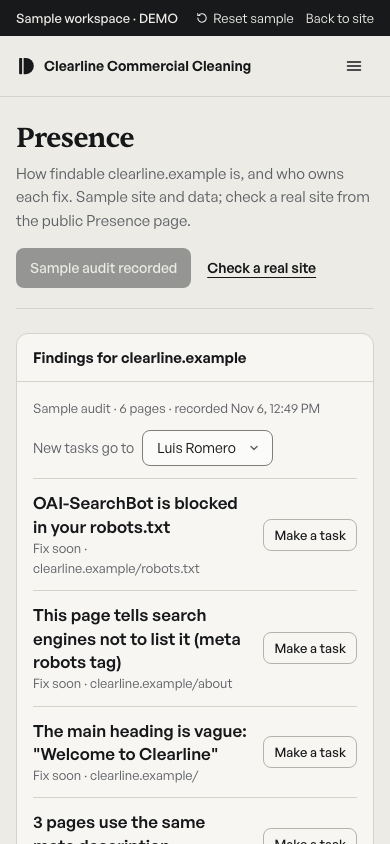 Sample workspace · DEMO
Reset sample
Back to site
Clearline Commercial Cleaning
Presence
How findable clearline.example is, and who owns
each fix. Sample site and data; check a real site from
the public Presence page.
Sample audit recorded
Check a real site
Findings for clearline.example
Sample audit · 6 pages · recorded Nov 6, 12:49 PM
New tasks go to
Luis Romero
OAI-SearchBot is blocked
in your robots.txt
Fix soon ·
clearline.example/robots.txt
Make a task
This page tells search
engines not to list it (meta
robots tag)
Fix soon · clearline.example/about
Make a task
The main heading is vague:
"Welcome to Clearline"
Fix soon · clearline.example/
Make a task
3 pages use the same
meta description
Make a task